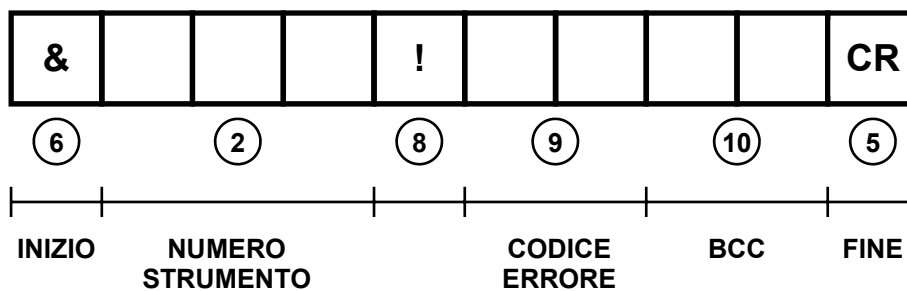 & ! CR
6 2 8 9 10 5
INIZIO NUMERO STRUMENTO CODICE ERRORE BCC FINE